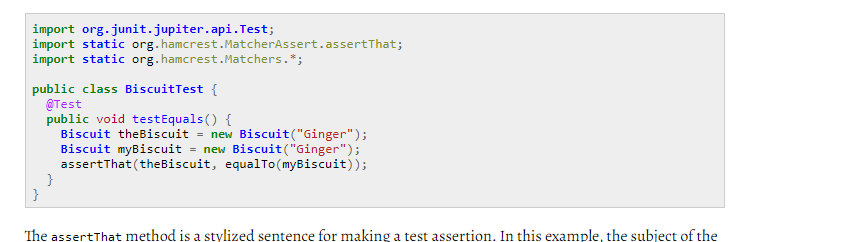 import org.junit.jupiter.api.Test;
import static org.hamcrest.MatcherAssert.assertThat;
import static org.hamcrest.Matchers.*;

public class BiscuitTest {
  @Test
  public void testEquals() {
    Biscuit theBiscuit = new Biscuit("Ginger");
    Biscuit myBiscuit = new Biscuit("Ginger");
    assertThat(theBiscuit, equalTo(myBiscuit));
  }
}
The assertThat method is a stylized sentence for making a test assertion. In this example, the subject of the